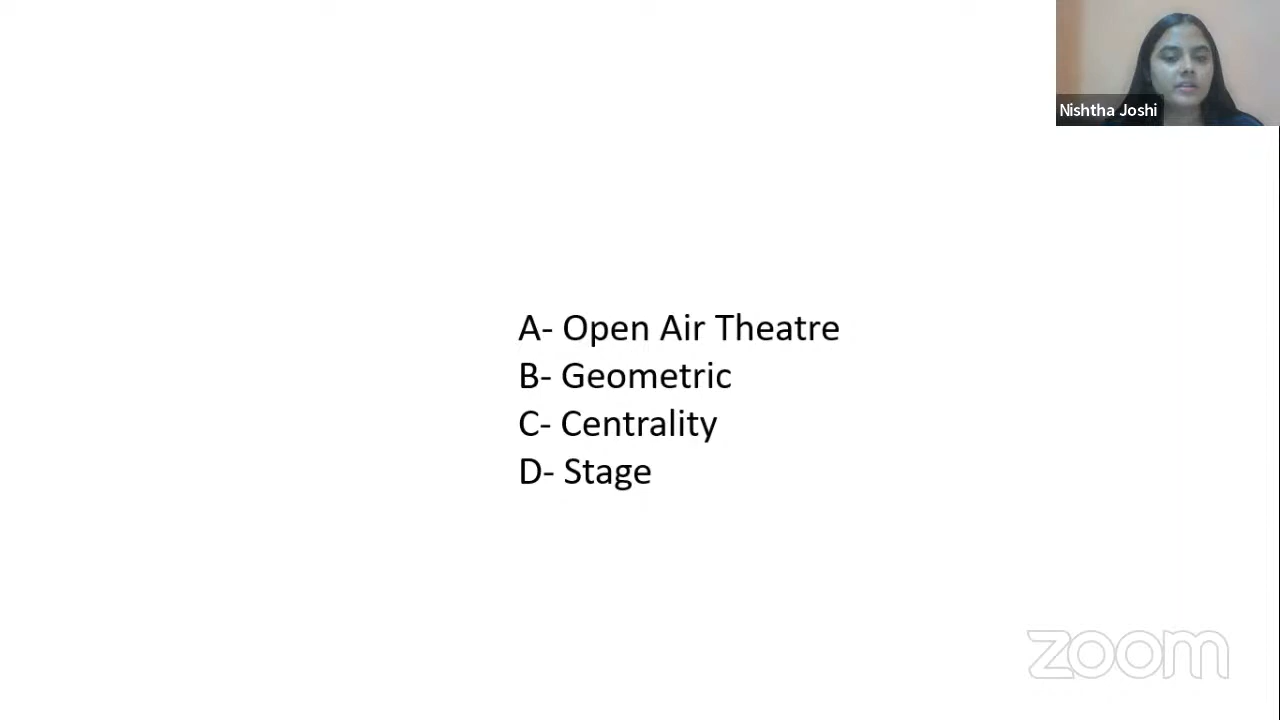 Nishtha Joshi
A- Open Air Theatre
B- Geometric
C- Centrality
D- Stage
zoom